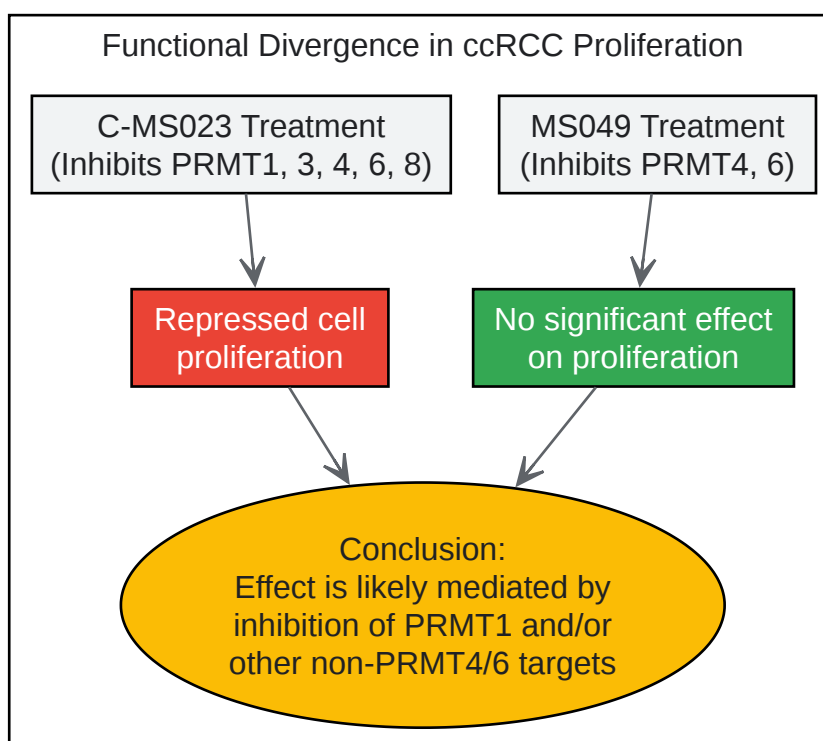 Functional Divergence in ccRCC Proliferation
C-MS023 Treatment
(Inhibits PRMT1, 3, 4, 6, 8)
MS049 Treatment
(Inhibits PRMT4, 6)
Repressed cell
proliferation
No significant effect
on proliferation
Conclusion:
Effect is likely mediated by
inhibition of PRMT1 and/or
other non-PRMT4/6 targets